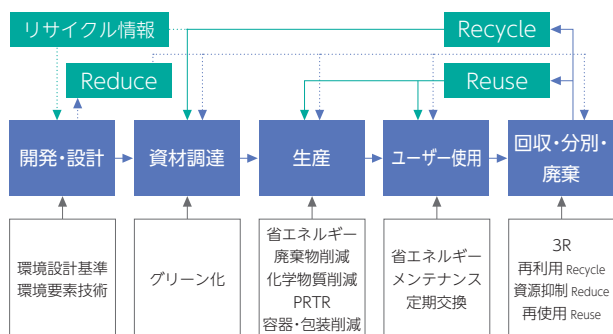 リサイクル情報
Recycle
Reduce
Reuse
開発・設計
資材調達
生産
ユーザー使用
回収・分別・
廃棄
環境設計基準
環境要素技術
グリーン化
省エネルギー
廃棄物削減
化学物質削減
PRTR
容器・包装削減
省エネルギー
メンテナンス
定期交換
3R
再利用 Recycle
資源抑制 Reduce
再使用 Reuse